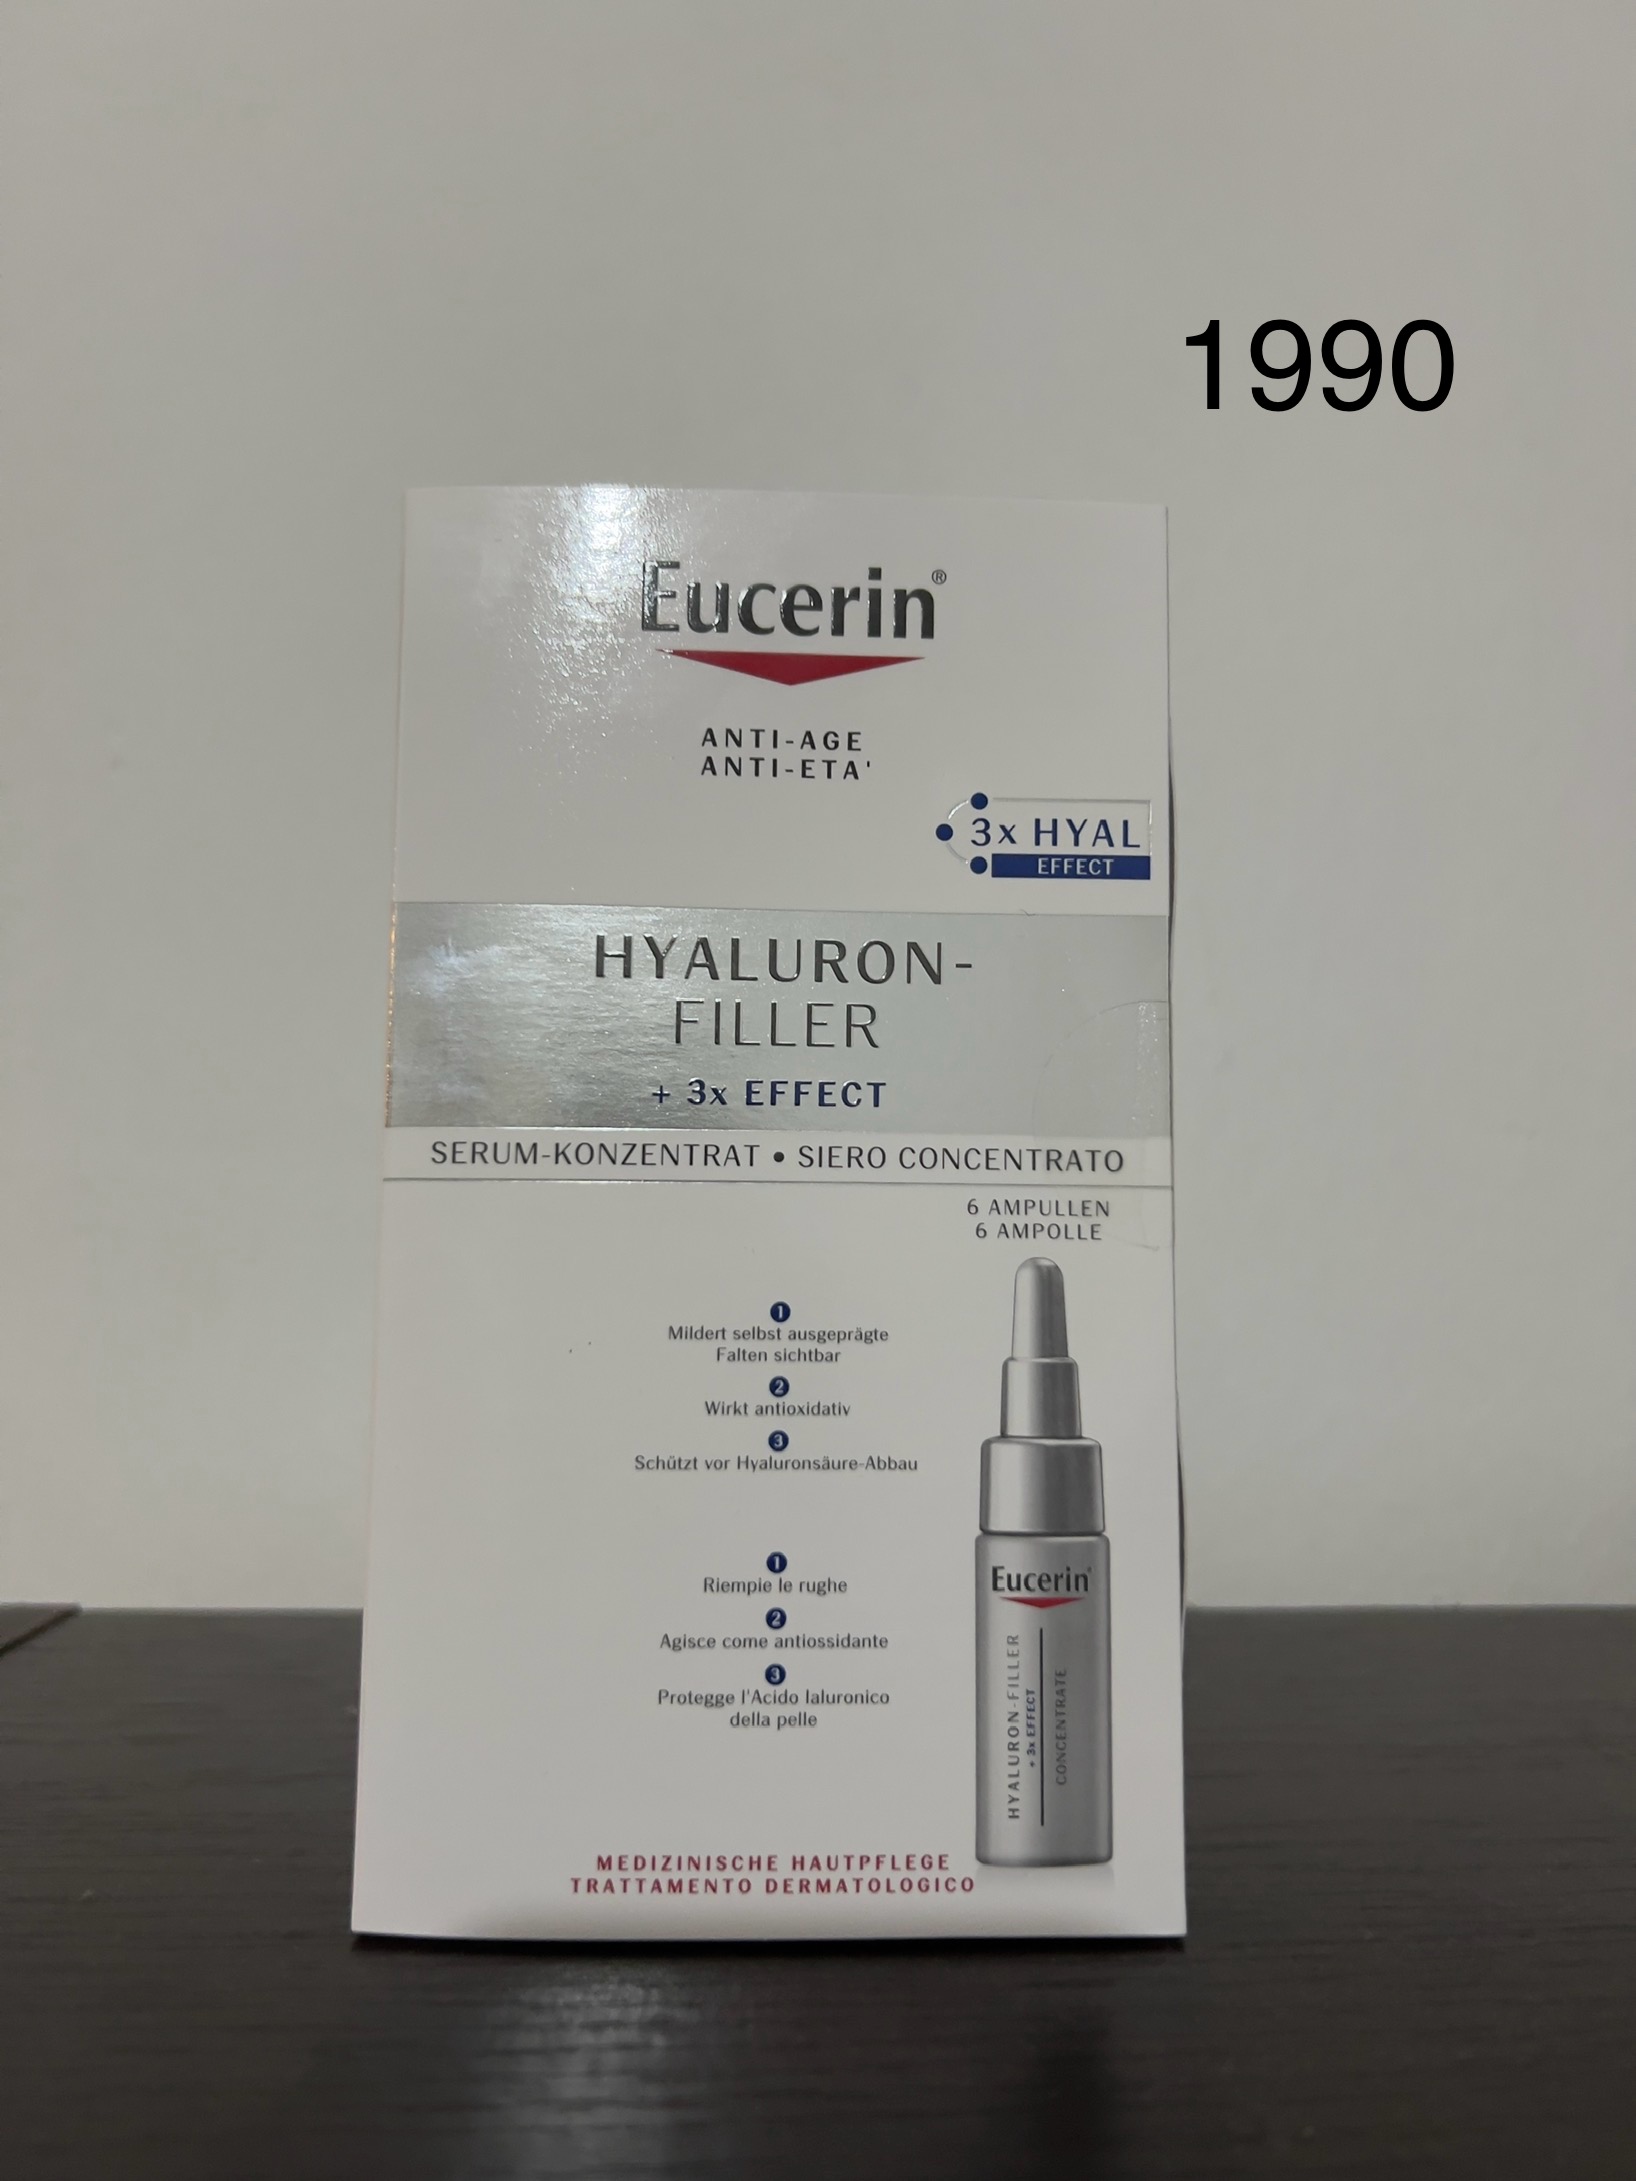 1990
Eucerin®
ANTI-AGE
ANTI-ETA'
3x HYAL
EFFECT
HYALURON-
FILLER
+ 3x EFFECT
SERUM-KONZENTRAT • SIERO CONCENTRATO
6 AMPULLEN
6 AMPOLLE
1
Mildert selbst ausgeprägte
Falten sichtbar
2
Wirkt antioxidativ
3
Schützt vor Hyaluronsäure-Abbau
1
Riempie le rughe
2
Agisce come antiossidante
3
Protegge l'Acido Ialuronico
della pelle
Eucerin
HYALURON-FILLER
+ 3x EFFECT
CONCENTRATE
MEDIZINISCHE HAUTPFLEGE
TRATTAMENTO DERMATOLOGICO